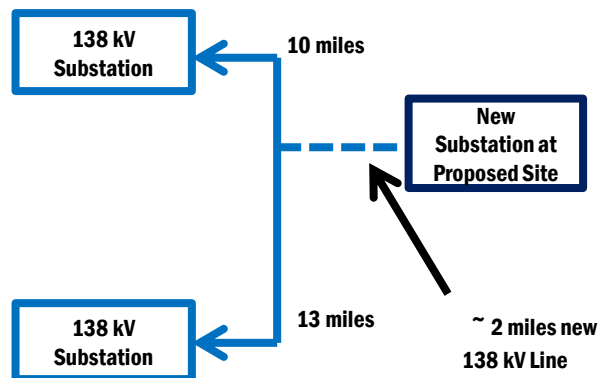 138 kV
Substation
10 miles
New
Substation at
Proposed Site
138 kV
Substation
13 miles
~ 2 miles new
138 kV Line